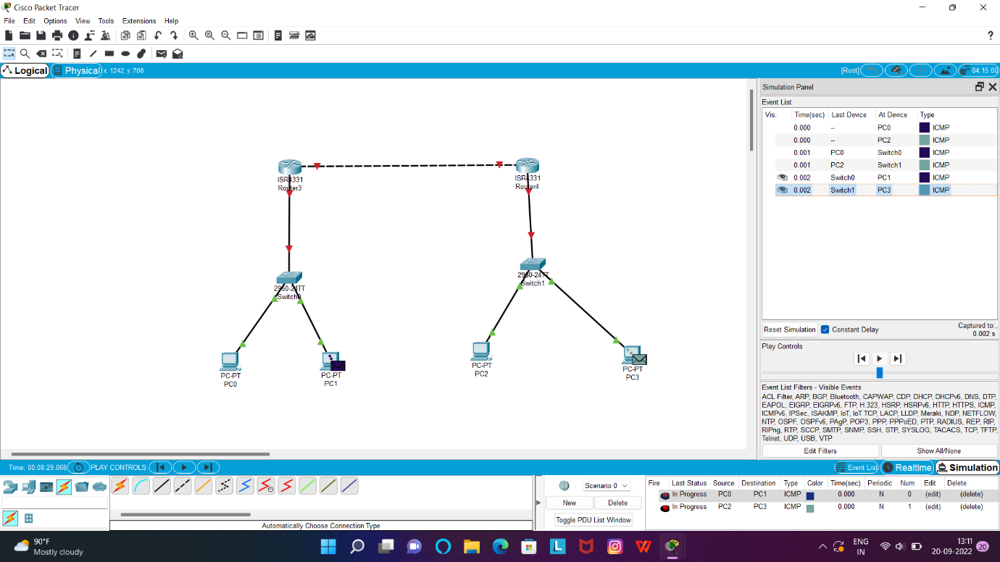 Cisco Packet Tracer
File Edit Options View Tools Extensions Help
?
Logical Physical x: 1242, y: 706 [Root] 04:15:00
Simulation Panel
Event List
Vis. Time(sec) Last Device At Device Type
0.000 -- PC0 ICMP
0.000 -- PC2 ICMP
0.001 PC0 Switch0 ICMP
0.001 PC2 Switch1 ICMP
0.002 Switch0 PC1 ICMP
0.002 Switch1 PC3 ICMP
ISR4331
Router3
ISR4331
Router4
2960-24TT
Switch0
2960-24TT
Switch1
PC-PT
PC0
PC-PT
PC1
PC-PT
PC2
PC-PT
PC3
Reset Simulation Constant Delay Captured to:
0.002 s
Play Controls
Event List Filters - Visible Events
ACL Filter, ARP, BGP, Bluetooth, CAPWAP, CDP, DHCP, DHCPv6, DNS, DTP,
EAPOL, EIGRP, EIGRPv6, FTP, H.323, HSRP, HSRPv6, HTTP, HTTPS, ICMP,
ICMPv6, IPSec, ISAKMP, IoT, IoT TCP, LACP, LLDP, Meraki, NDP, NETFLOW,
NTP, OSPF, OSPFv6, PAgP, POP3, PPP, PPPoED, PTP, RADIUS, REP, RIP,
RIPng, RTP, SCCP, SMTP, SNMP, SSH, STP, SYSLOG, TACACS, TCP, TFTP,
Telnet, UDP, USB, VTP
Edit Filters Show All/None
Time: 00:08:29.068 PLAY CONTROLS: Event List Realtime Simulation
Automatically Choose Connection Type
Scenario 0
New Delete
Toggle PDU List Window
Fire Last Status Source Destination Type Color Time(sec) Periodic Num Edit Delete
In Progress PC0 PC1 ICMP 0.000 N 0 (edit) (delete)
In Progress PC2 PC3 ICMP 0.000 N 1 (edit) (delete)
90°F
Mostly cloudy
L
ENG
IN
13:11
20-09-2022
20